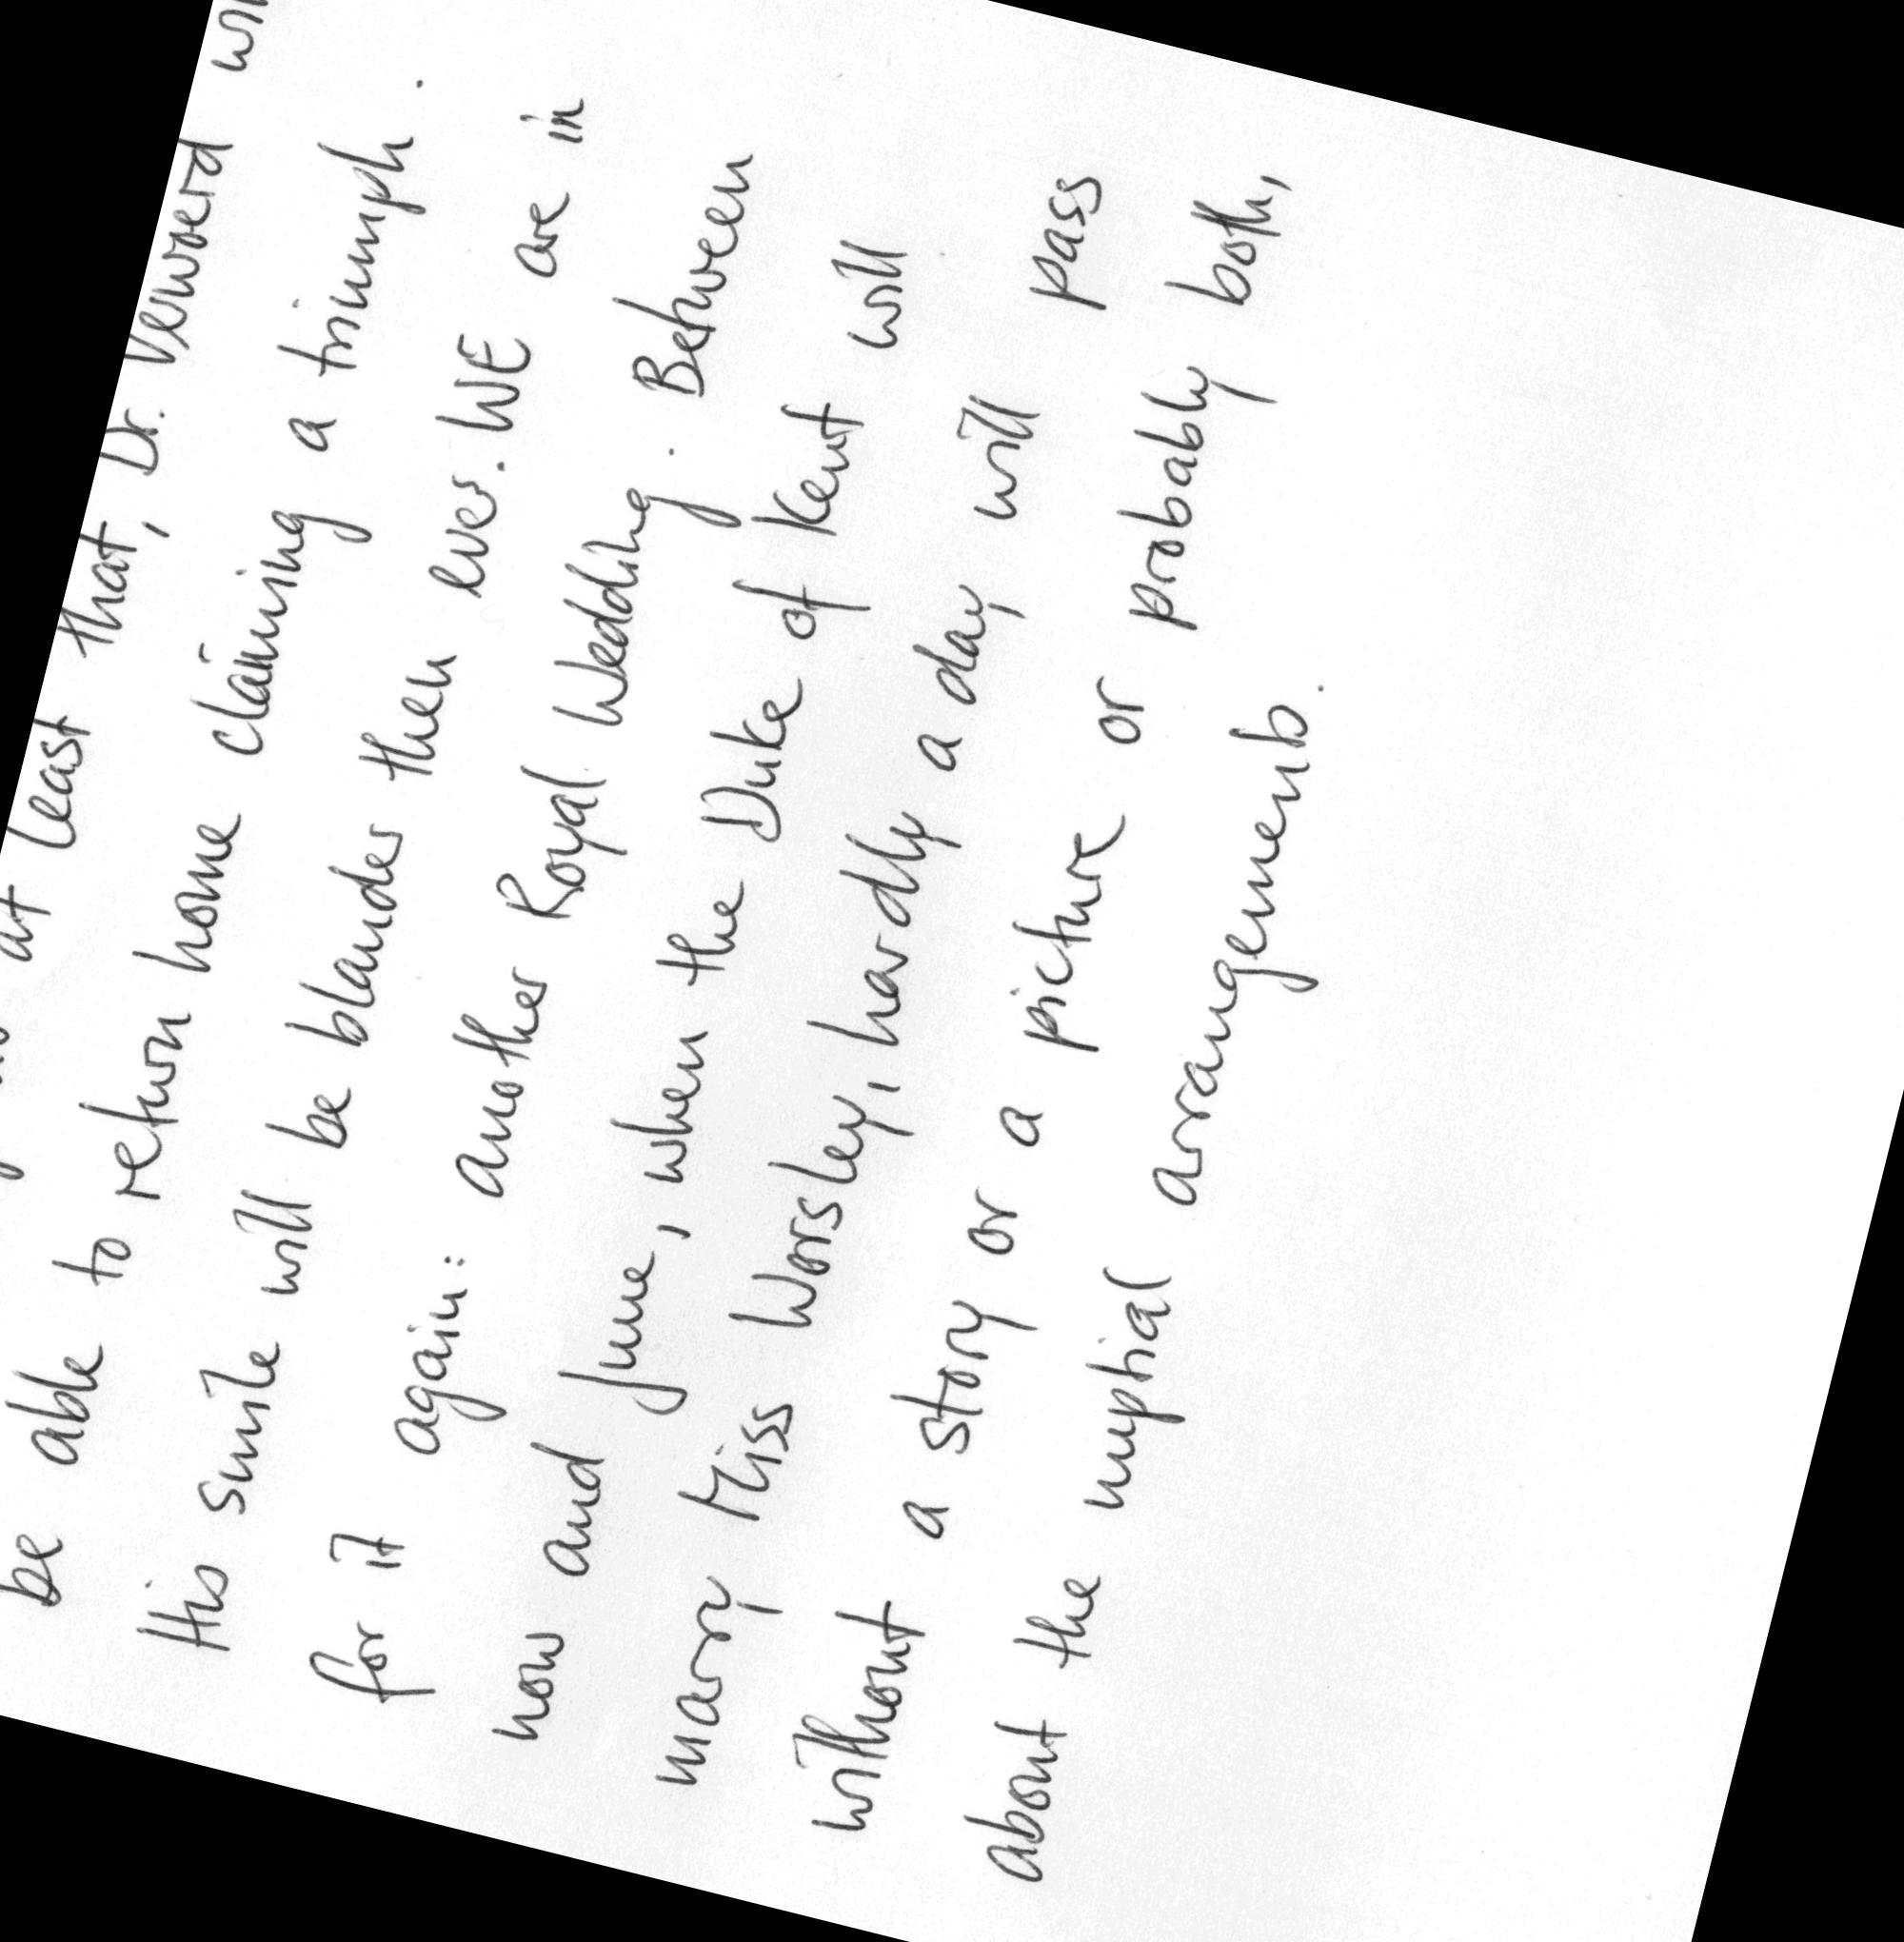 at least that, Dr. Verwoerd
be able to return home claiming a triumph.
His smile will be blander then ever. WE are in
for it again: another Royal Wedding. Between
now and June, when the Duke of Kent will
marry Miss Worsley, hardly a day will pass
without a story or a picture or probably both,
about the nuptial arrangements.